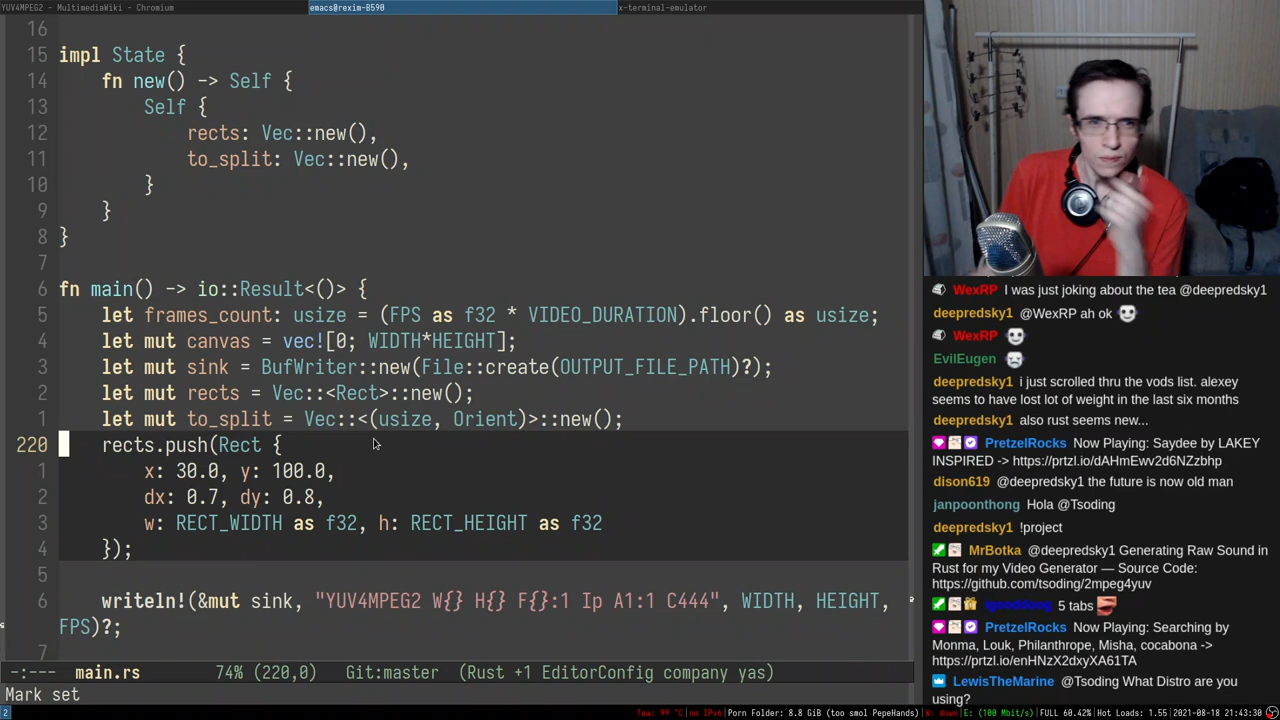 YUV4MPEG2 - MultimediaWiki - Chromium
emacs@rexim-B590
x-terminal-emulator
16
15 impl State {
14 fn new() -> Self {
13 Self {
12 rects: Vec::new(),
11 to_split: Vec::new(),
10 }
9 }
8 }
7
6 fn main() -> io::Result<()> {
5 let frames_count: usize = (FPS as f32 * VIDEO_DURATION).floor() as usize;
4 let mut canvas = vec![0; WIDTH*HEIGHT];
3 let mut sink = BufWriter::new(File::create(OUTPUT_FILE_PATH)?);
2 let mut rects = Vec::<Rect>::new();
1 let mut to_split = Vec::<(usize, Orient)>::new();
220 rects.push(Rect {
1 x: 30.0, y: 100.0,
2 dx: 0.7, dy: 0.8,
3 w: RECT_WIDTH as f32, h: RECT_HEIGHT as f32
4 });
5
6 writeln!(&mut sink, "YUV4MPEG2 W{} H{} F{}:1 Ip A1:1 C444", WIDTH, HEIGHT,
FPS)?;
7
-:--- main.rs 74% (220,0) Git:master (Rust +1 EditorConfig company yas)
Mark set
WexRP I was just joking about the tea @deepredsky1
deepredsky1 @WexRP ah ok
WexRP
EvilEugen
deepredsky1 i just scrolled thru the vods list. alexey
seems to have lost lot of weight in the last six months
deepredsky1 also rust seems new...
PretzelRocks Now Playing: Saydee by LAKEY
INSPIRED -> https://prtzl.io/dAHmEwv2d6NZzbhp
dison619 @deepredsky1 the future is now old man
janpoonthong Hola @Tsoding
deepredsky1 !project
MrBotka @deepredsky1 Generating Raw Sound in
Rust for my Video Generator — Source Code:
https://github.com/tsoding/2mpeg4yuv
5 tabs
PretzelRocks Now Playing: Searching by
Monma, Louk, Philanthrope, Misha, cocabona ->
https://prtzl.io/enHNzX2dxyXA61TA
LewisTheMarine @Tsoding What Distro are you
using?
2
Tea: 99 °C | no IPv6 | Porn Folder: 8.8 GiB (too smol PepeHands) | W: down | E: (100 Mbit/s) | FULL 60.42% | Hot Loads: 1.55 | 2021-08-18 21:43:30